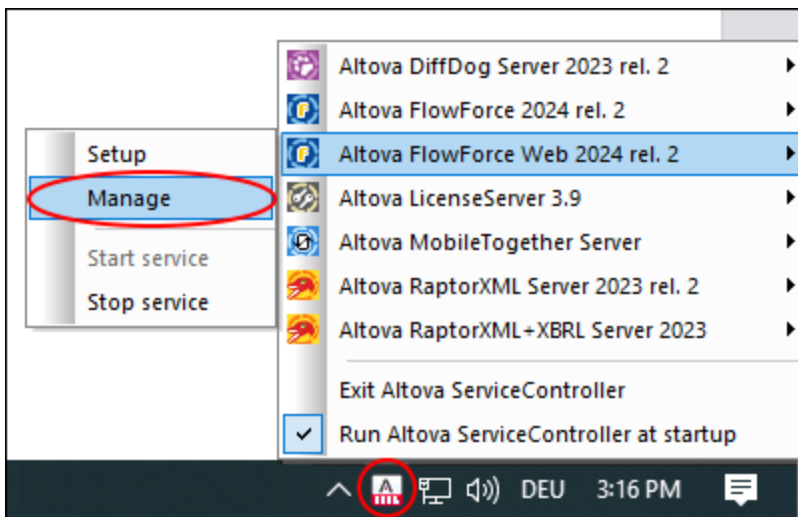 Altova DiffDog Server 2023 rel. 2
Altova FlowForce 2024 rel. 2
Altova FlowForce Web 2024 rel. 2
Altova LicenseServer 3.9
Altova MobileTogether Server
Altova RaptorXML Server 2023 rel. 2
Altova RaptorXML+XBRL Server 2023
Exit Altova ServiceController
Run Altova ServiceController at startup
Setup
Manage
Start service
Stop service
DEU 3:16 PM